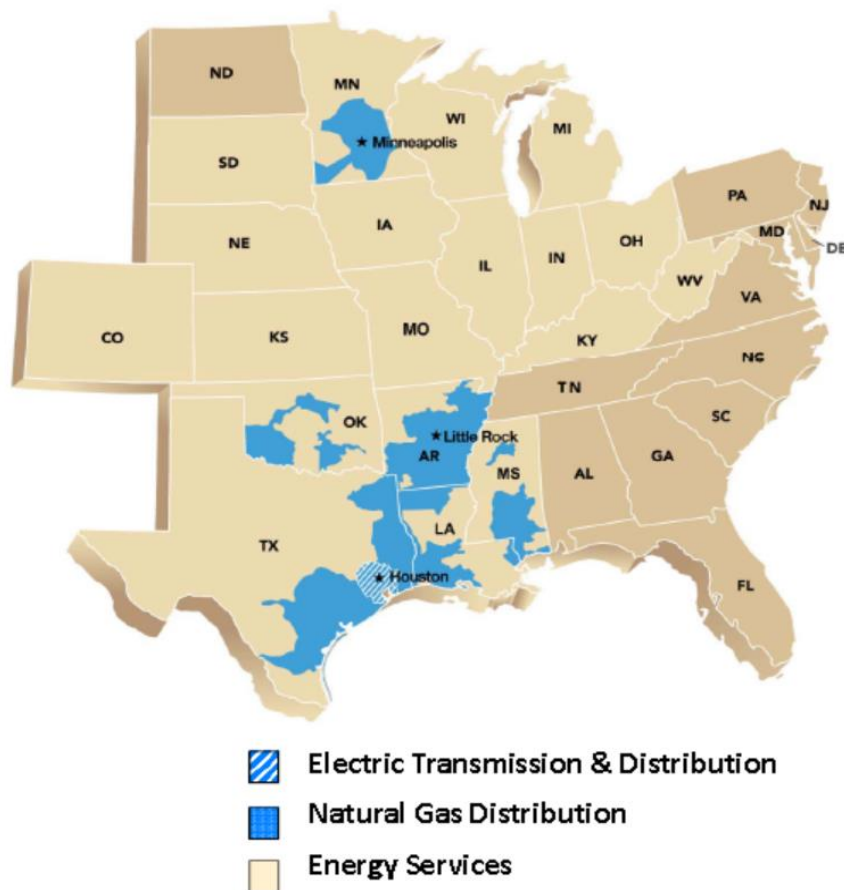 ND
MN
WI
MI
★ Minneapolis
SD
PA
NJ
IA
NE
OH
MD
DE
IL
IN
WV
VA
CO
KS
MO
KY
NC
TN
OK
SC
★ Little Rock
AR
MS
AL
GA
TX
LA
★ Houston
FL
Electric Transmission & Distribution
Natural Gas Distribution
Energy Services